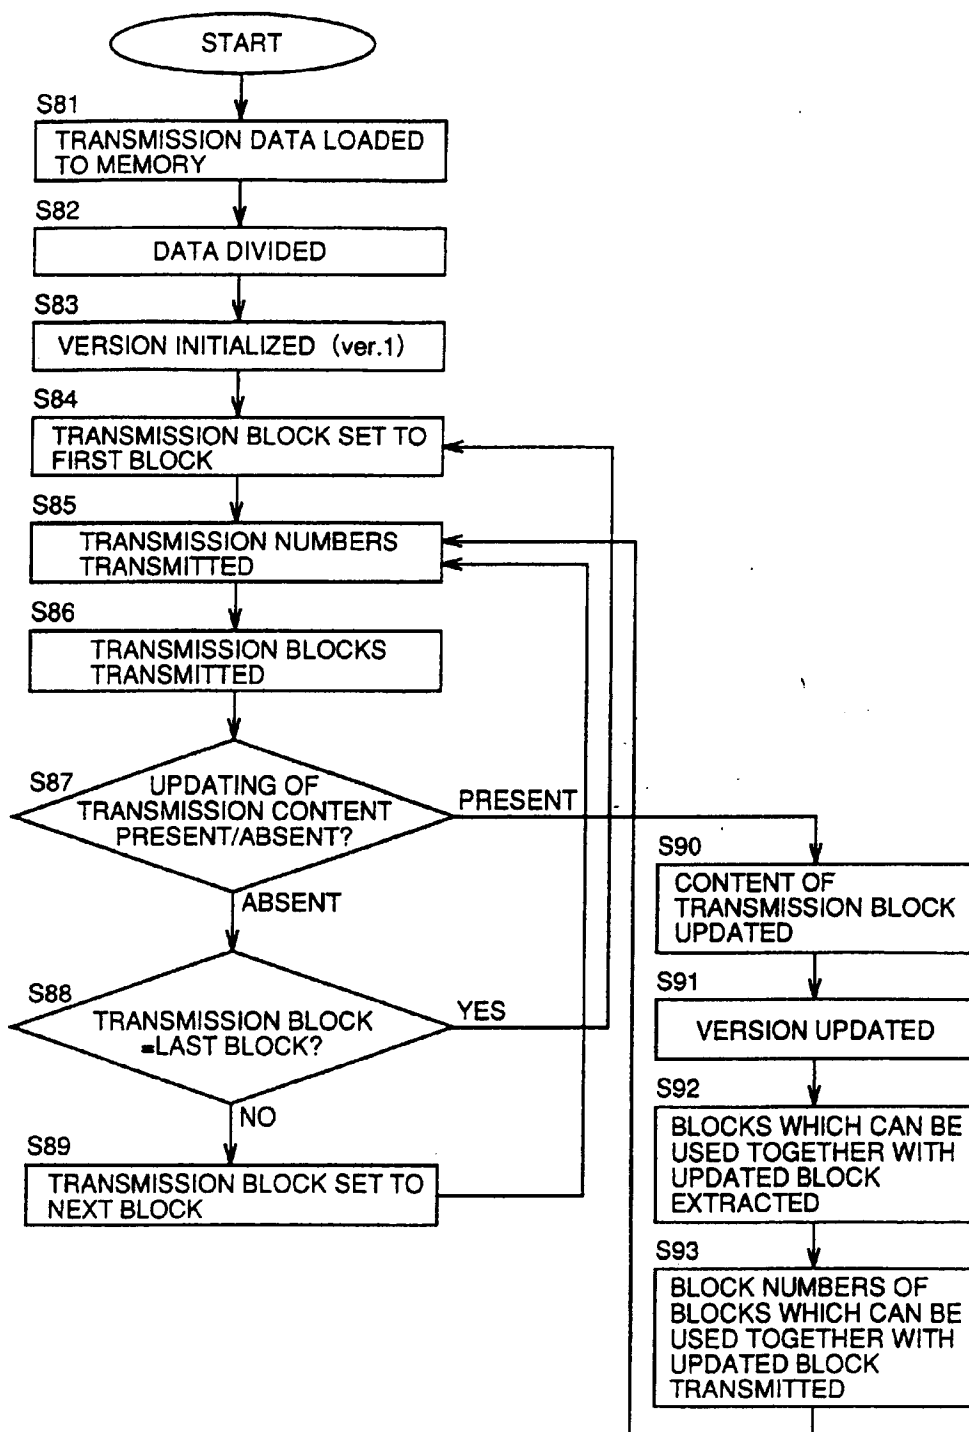 START
S81
TRANSMISSION DATA LOADED
TO MEMORY
S82
DATA DIVIDED
S83
VERSION INITIALIZED (ver.1)
S84
TRANSMISSION BLOCK SET TO
FIRST BLOCK
S85
TRANSMISSION NUMBERS
TRANSMITTED
S86
TRANSMISSION BLOCKS
TRANSMITTED
S87
UPDATING OF
TRANSMISSION CONTENT
PRESENT/ABSENT?
PRESENT
ABSENT
S88
TRANSMISSION BLOCK
=LAST BLOCK?
YES
NO
S89
TRANSMISSION BLOCK SET TO
NEXT BLOCK
S90
CONTENT OF
TRANSMISSION BLOCK
UPDATED
S91
VERSION UPDATED
S92
BLOCKS WHICH CAN BE
USED TOGETHER WITH
UPDATED BLOCK
EXTRACTED
S93
BLOCK NUMBERS OF
BLOCKS WHICH CAN BE
USED TOGETHER WITH
UPDATED BLOCK
TRANSMITTED